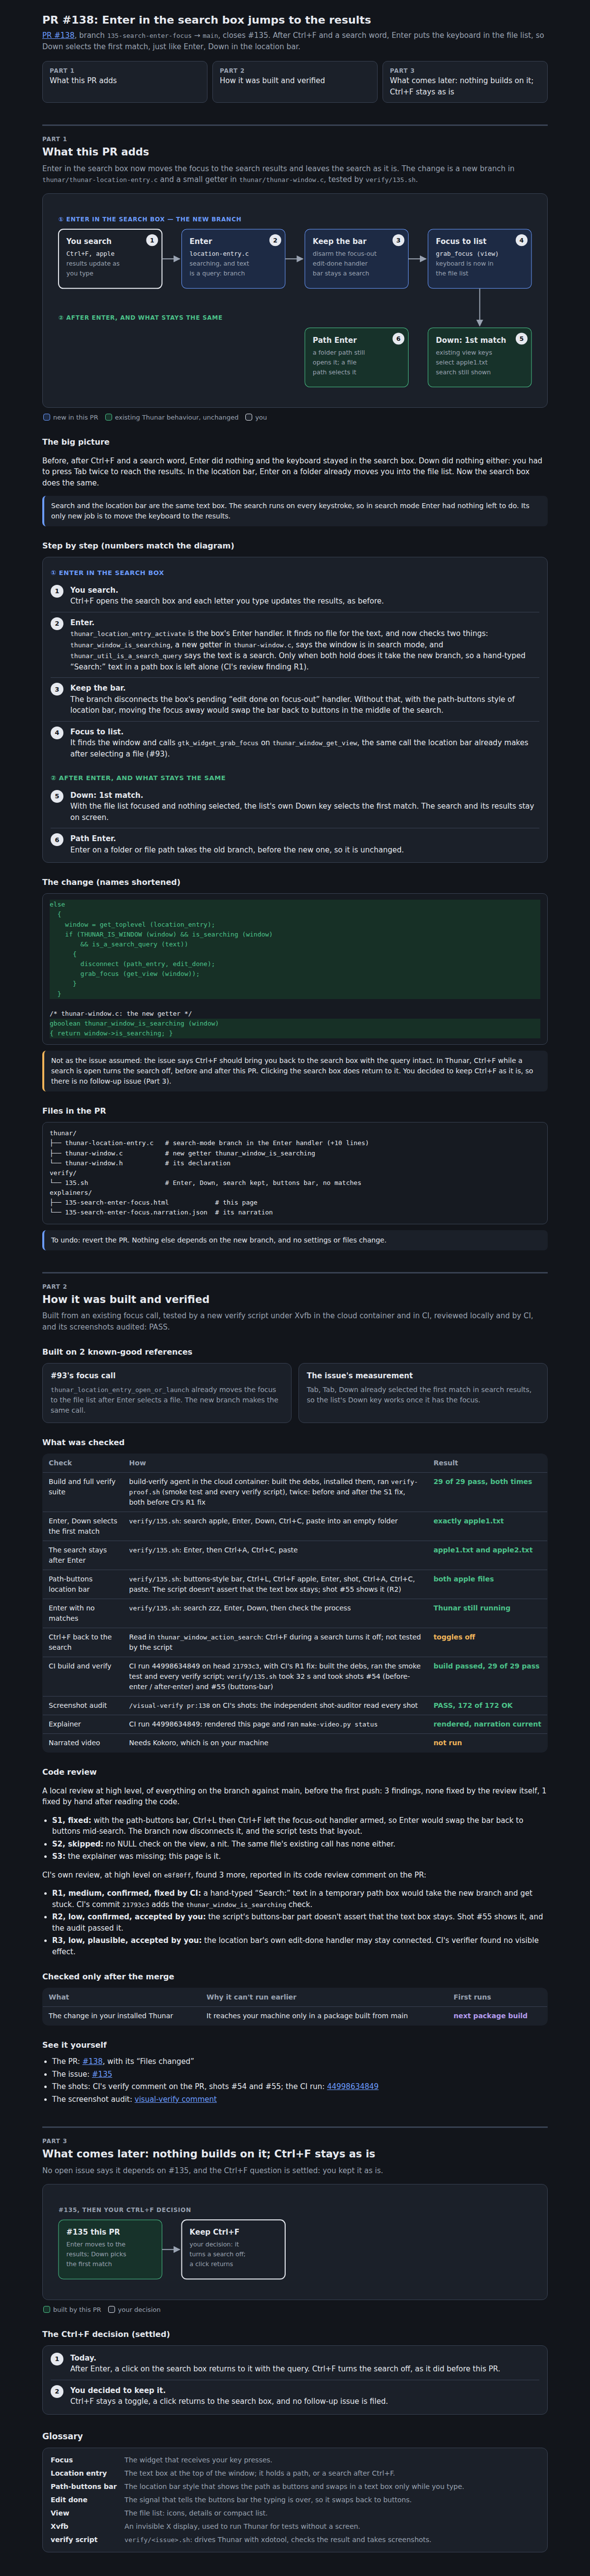 PR #138: Enter in the search box jumps to the results
PR #138, branch 135-search-enter-focus → main, closes #135. After Ctrl+F and a search word, Enter puts the keyboard in the file list, so
Down selects the first match, just like Enter, Down in the location bar.
PART 1
What this PR adds
PART 2
How it was built and verified
PART 3
What comes later: nothing builds on it;
Ctrl+F stays as is
PART 1
What this PR adds
Enter in the search box now moves the focus to the search results and leaves the search as it is. The change is a new branch in
thunar/thunar-location-entry.c and a small getter in thunar/thunar-window.c, tested by verify/135.sh.
① ENTER IN THE SEARCH BOX — THE NEW BRANCH
You search
1
Ctrl+F, apple
results update as
you type
Enter
2
location-entry.c
searching, and text
is a query: branch
Keep the bar
3
disarm the focus-out
edit-done handler
bar stays a search
Focus to list
4
grab_focus (view)
keyboard is now in
the file list
② AFTER ENTER, AND WHAT STAYS THE SAME
Path Enter
6
a folder path still
opens it; a file
path selects it
Down: 1st match
5
existing view keys
select apple1.txt
search still shown
new in this PR
existing Thunar behaviour, unchanged
you
The big picture
Before, after Ctrl+F and a search word, Enter did nothing and the keyboard stayed in the search box. Down did nothing either: you had
to press Tab twice to reach the results. In the location bar, Enter on a folder already moves you into the file list. Now the search box
does the same.
Search and the location bar are the same text box. The search runs on every keystroke, so in search mode Enter had nothing left to do. Its
only new job is to move the keyboard to the results.
Step by step (numbers match the diagram)
① ENTER IN THE SEARCH BOX
1
You search.
Ctrl+F opens the search box and each letter you type updates the results, as before.
2
Enter.
thunar_location_entry_activate is the box's Enter handler. It finds no file for the text, and now checks two things:
thunar_window_is_searching, a new getter in thunar-window.c, says the window is in search mode, and
thunar_util_is_a_search_query says the text is a search. Only when both hold does it take the new branch, so a hand-typed
“Search:” text in a path box is left alone (CI's review finding R1).
3
Keep the bar.
The branch disconnects the box's pending “edit done on focus-out” handler. Without that, with the path-buttons style of
location bar, moving the focus away would swap the bar back to buttons in the middle of the search.
4
Focus to list.
It finds the window and calls gtk_widget_grab_focus on thunar_window_get_view, the same call the location bar already makes
after selecting a file (#93).
② AFTER ENTER, AND WHAT STAYS THE SAME
5
Down: 1st match.
With the file list focused and nothing selected, the list's own Down key selects the first match. The search and its results stay
on screen.
6
Path Enter.
Enter on a folder or file path takes the old branch, before the new one, so it is unchanged.
The change (names shortened)
else
{
window = get_toplevel (location_entry);
if (THUNAR_IS_WINDOW (window) && is_searching (window)
&& is_a_search_query (text))
{
disconnect (path_entry, edit_done);
grab_focus (get_view (window));
}
}
/* thunar-window.c: the new getter */
gboolean thunar_window_is_searching (window)
{ return window->is_searching; }
Not as the issue assumed: the issue says Ctrl+F should bring you back to the search box with the query intact. In Thunar, Ctrl+F while a
search is open turns the search off, before and after this PR. Clicking the search box does return to it. You decided to keep Ctrl+F as it is, so
there is no follow-up issue (Part 3).
Files in the PR
thunar/
├── thunar-location-entry.c # search-mode branch in the Enter handler (+10 lines)
├── thunar-window.c # new getter thunar_window_is_searching
└── thunar-window.h # its declaration
verify/
└── 135.sh # Enter, Down, search kept, buttons bar, no matches
explainers/
├── 135-search-enter-focus.html # this page
└── 135-search-enter-focus.narration.json # its narration
To undo: revert the PR. Nothing else depends on the new branch, and no settings or files change.
PART 2
How it was built and verified
Built from an existing focus call, tested by a new verify script under Xvfb in the cloud container and in CI, reviewed locally and by CI,
and its screenshots audited: PASS.
Built on 2 known-good references
#93's focus call
thunar_location_entry_open_or_launch already moves the focus
to the file list after Enter selects a file. The new branch makes the
same call.
The issue's measurement
Tab, Tab, Down already selected the first match in search results,
so the list's Down key works once it has the focus.
What was checked
Check How Result
Build and full verify
suite
build-verify agent in the cloud container: built the debs, installed them, ran verify-
proof.sh (smoke test and every verify script), twice: before and after the S1 fix,
both before CI's R1 fix
29 of 29 pass, both times
Enter, Down selects
the first match
verify/135.sh: search apple, Enter, Down, Ctrl+C, paste into an empty folder
exactly apple1.txt
The search stays
after Enter
verify/135.sh: Enter, then Ctrl+A, Ctrl+C, paste
apple1.txt and apple2.txt
Path-buttons
location bar
verify/135.sh: buttons-style bar, Ctrl+L, Ctrl+F apple, Enter, shot, Ctrl+A, Ctrl+C,
paste. The script doesn't assert that the text box stays; shot #55 shows it (R2)
both apple files
Enter with no
matches
verify/135.sh: search zzz, Enter, Down, then check the process
Thunar still running
Ctrl+F back to the
search
Read in thunar_window_action_search: Ctrl+F during a search turns it off; not tested
by the script
toggles off
CI build and verify
CI run 44998634849 on head 21793c3, with CI's R1 fix: built the debs, ran the smoke
test and every verify script; verify/135.sh took 32 s and took shots #54 (before-
enter / after-enter) and #55 (buttons-bar)
build passed, 29 of 29 pass
Screenshot audit
/visual-verify pr:138 on CI's shots: the independent shot-auditor read every shot
PASS, 172 of 172 OK
Explainer
CI run 44998634849: rendered this page and ran make-video.py status
rendered, narration current
Narrated video
Needs Kokoro, which is on your machine
not run
Code review
A local review at high level, of everything on the branch against main, before the first push: 3 findings, none fixed by the review itself, 1
fixed by hand after reading the code.
• S1, fixed: with the path-buttons bar, Ctrl+L then Ctrl+F left the focus-out handler armed, so Enter would swap the bar back to
buttons mid-search. The branch now disconnects it, and the script tests that layout.
• S2, skipped: no NULL check on the view, a nit. The same file's existing call has none either.
• S3: the explainer was missing; this page is it.
CI's own review, at high level on e8f80ff, found 3 more, reported in its code review comment on the PR:
• R1, medium, confirmed, fixed by CI: a hand-typed “Search:” text in a temporary path box would take the new branch and get
stuck. CI's commit 21793c3 adds the thunar_window_is_searching check.
• R2, low, confirmed, accepted by you: the script's buttons-bar part doesn't assert that the text box stays. Shot #55 shows it, and
the audit passed it.
• R3, low, plausible, accepted by you: the location bar's own edit-done handler may stay connected. CI's verifier found no visible
effect.
Checked only after the merge
What Why it can't run earlier First runs
The change in your installed Thunar It reaches your machine only in a package built from main next package build
See it yourself
• The PR: #138, with its “Files changed”
• The issue: #135
• The shots: CI's verify comment on the PR, shots #54 and #55; the CI run: 44998634849
• The screenshot audit: visual-verify comment
PART 3
What comes later: nothing builds on it; Ctrl+F stays as is
No open issue says it depends on #135, and the Ctrl+F question is settled: you kept it as is.
#135, THEN YOUR CTRL+F DECISION
#135 this PR
Enter moves to the
results; Down picks
the first match
Keep Ctrl+F
your decision: it
turns a search off;
a click returns
built by this PR
your decision
The Ctrl+F decision (settled)
1
Today.
After Enter, a click on the search box returns to it with the query. Ctrl+F turns the search off, as it did before this PR.
2
You decided to keep it.
Ctrl+F stays a toggle, a click returns to the search box, and no follow-up issue is filed.
Glossary
Focus The widget that receives your key presses.
Location entry The text box at the top of the window; it holds a path, or a search after Ctrl+F.
Path-buttons bar The location bar style that shows the path as buttons and swaps in a text box only while you type.
Edit done The signal that tells the buttons bar the typing is over, so it swaps back to buttons.
View The file list: icons, details or compact list.
Xvfb An invisible X display, used to run Thunar for tests without a screen.
verify script verify/<issue>.sh: drives Thunar with xdotool, checks the result and takes screenshots.